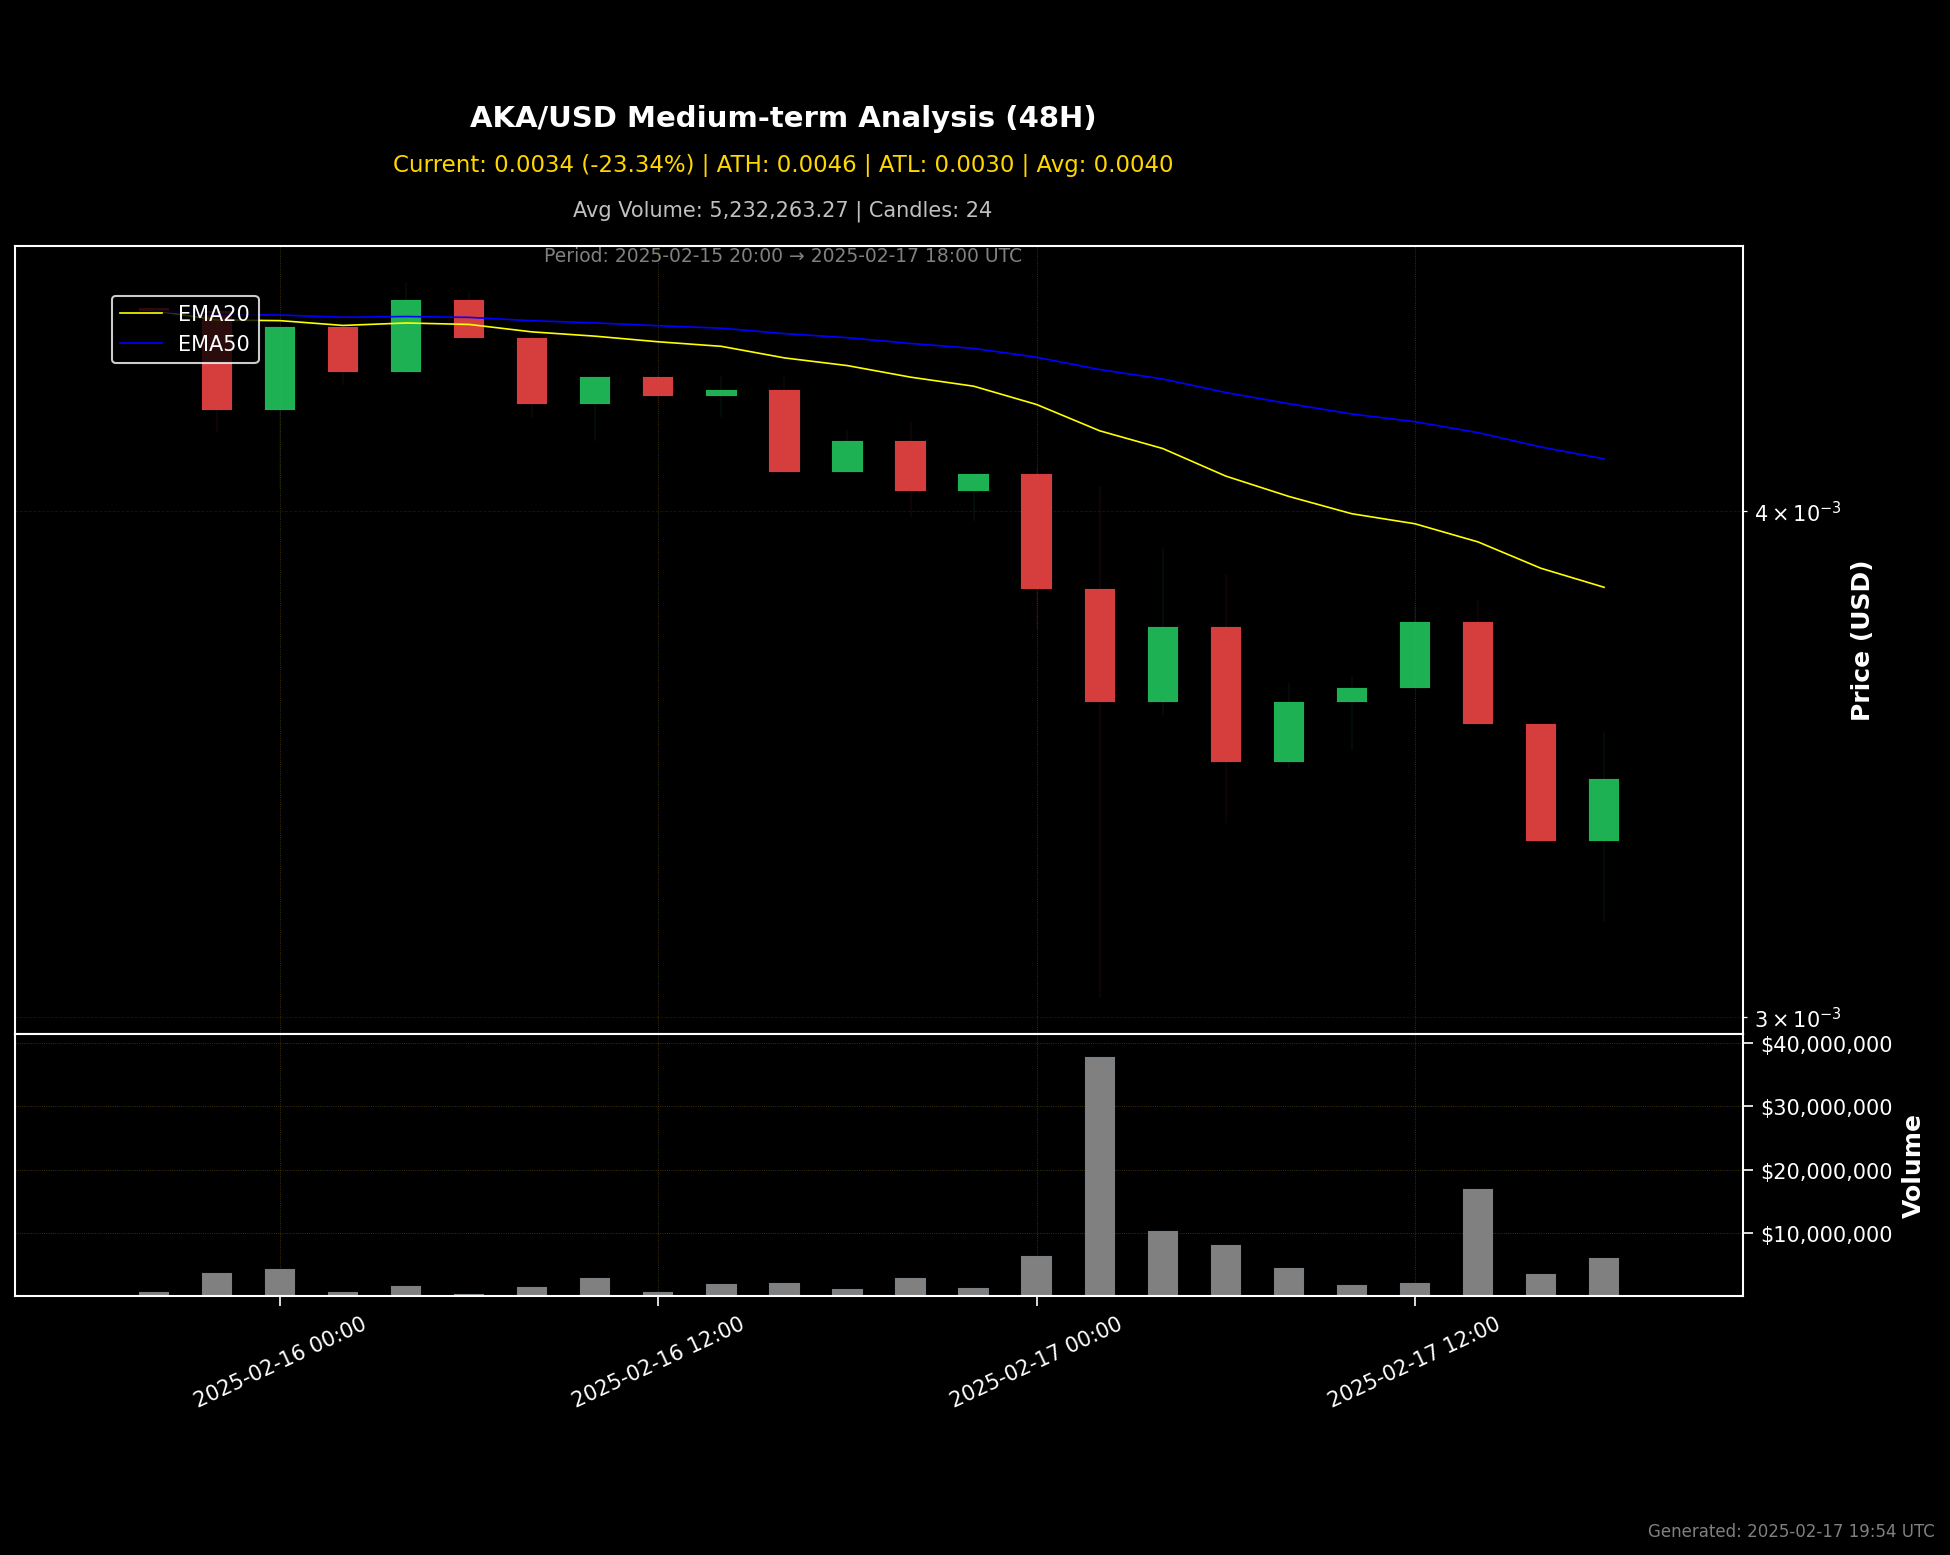 AKA/USD Medium-term Analysis (48H)
Current: 0.0034 (-23.34%) | ATH: 0.0046 | ATL: 0.0030 | Avg: 0.0040
Avg Volume: 5,232,263.27 | Candles: 24
Period: 2025-02-15 20:00 → 2025-02-17 18:00 UTC
EMA20
EMA50
4 × 10⁻³
Price (USD)
3 × 10⁻³
$40,000,000
$30,000,000
$20,000,000
$10,000,000
Volume
2025-02-16 00:00
2025-02-16 12:00
2025-02-17 00:00
2025-02-17 12:00
Generated: 2025-02-17 19:54 UTC